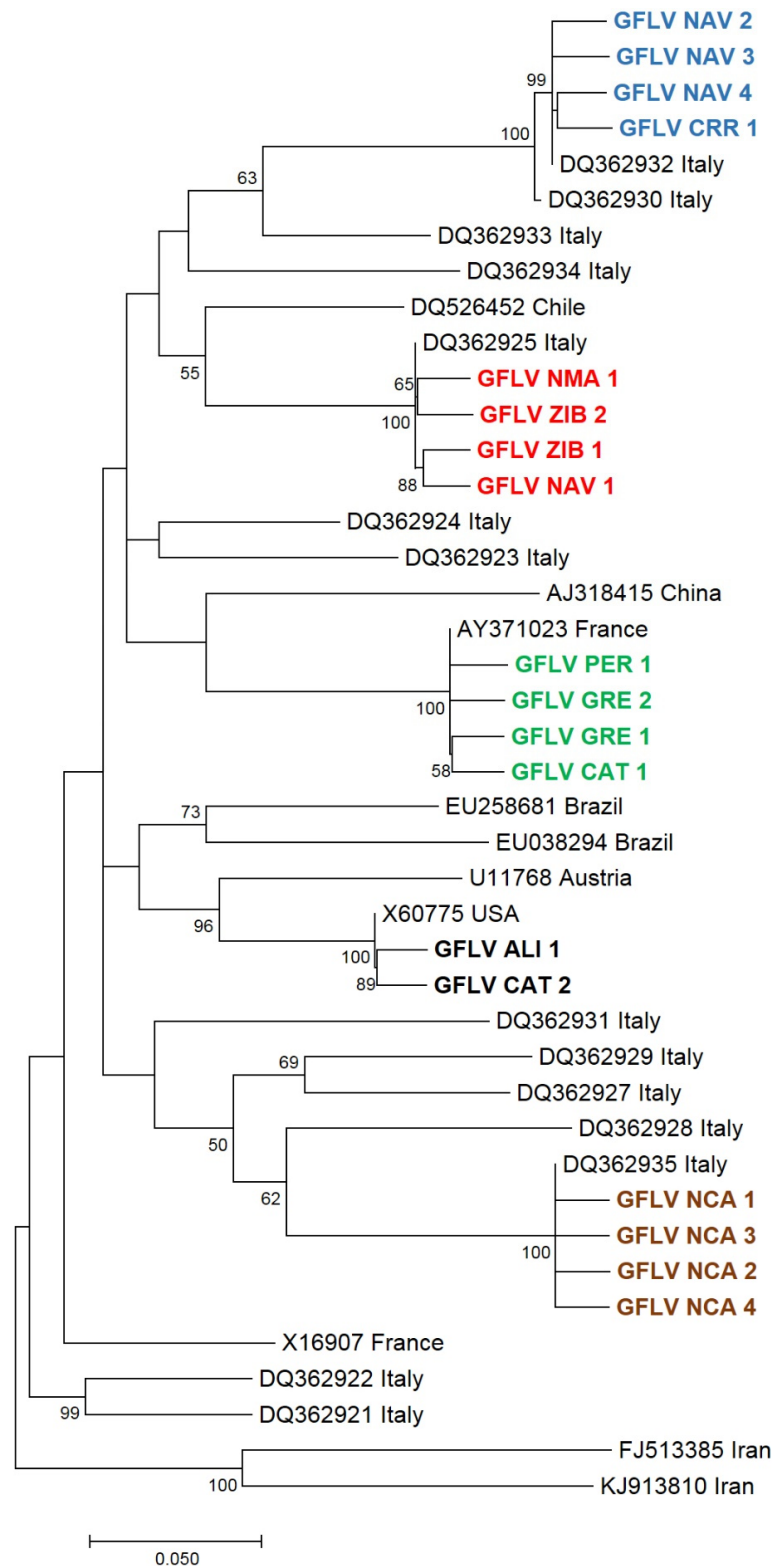 GFLV NAV 2
GFLV NAV 3
99
GFLV NAV 4
GFLV CRR 1
100
DQ362932 Italy
63
DQ362930 Italy
DQ362933 Italy
DQ362934 Italy
DQ526452 Chile
DQ362925 Italy
55
65
GFLV NMA 1
GFLV ZIB 2
100
GFLV ZIB 1
88
GFLV NAV 1
DQ362924 Italy
DQ362923 Italy
AJ318415 China
AY371023 France
GFLV PER 1
GFLV GRE 2
100
GFLV GRE 1
58
GFLV CAT 1
73
EU258681 Brazil
EU038294 Brazil
U11768 Austria
X60775 USA
96
GFLV ALI 1
100
89
GFLV CAT 2
DQ362931 Italy
69
DQ362929 Italy
DQ362927 Italy
DQ362928 Italy
50
DQ362935 Italy
62
GFLV NCA 1
GFLV NCA 3
100
GFLV NCA 2
GFLV NCA 4
X16907 France
DQ362922 Italy
99
DQ362921 Italy
FJ513385 Iran
100
KJ913810 Iran
0.050